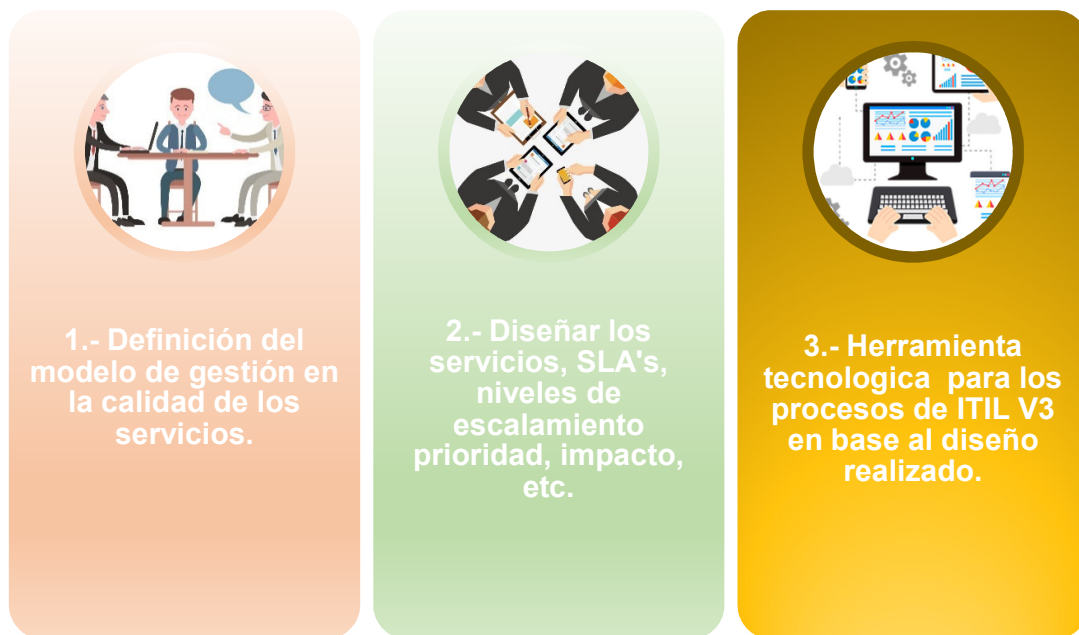 1.- Definición del
modelo de gestión en
la calidad de los
servicios.
2.- Diseñar los
servicios, SLA's,
niveles de
escalamiento
prioridad, impacto,
etc.
3.- Herramienta
tecnologica  para los
procesos de ITIL V3
en base al diseño
realizado.